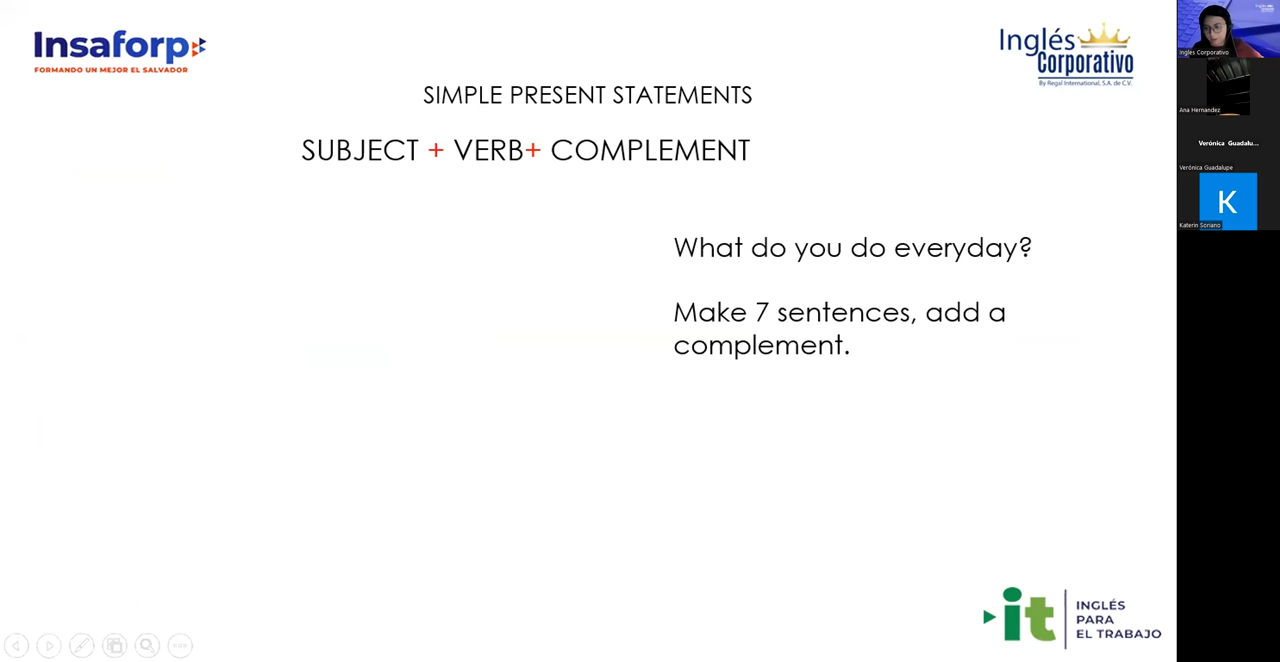 Insaforp
FORMANDO UN MEJOR EL SALVADOR
Inglés
Corporativo
By Regal International, S.A. de C.V.
SIMPLE PRESENT STATEMENTS
SUBJECT + VERB+ COMPLEMENT
What do you do everyday?
Make 7 sentences, add a
complement.
it
INGLÉS
PARA
EL TRABAJO
Ingles Corporativo
Ana Hernandez
Verónica Guadalu...
Verónica Guadalupe
K
Katerin Soriano